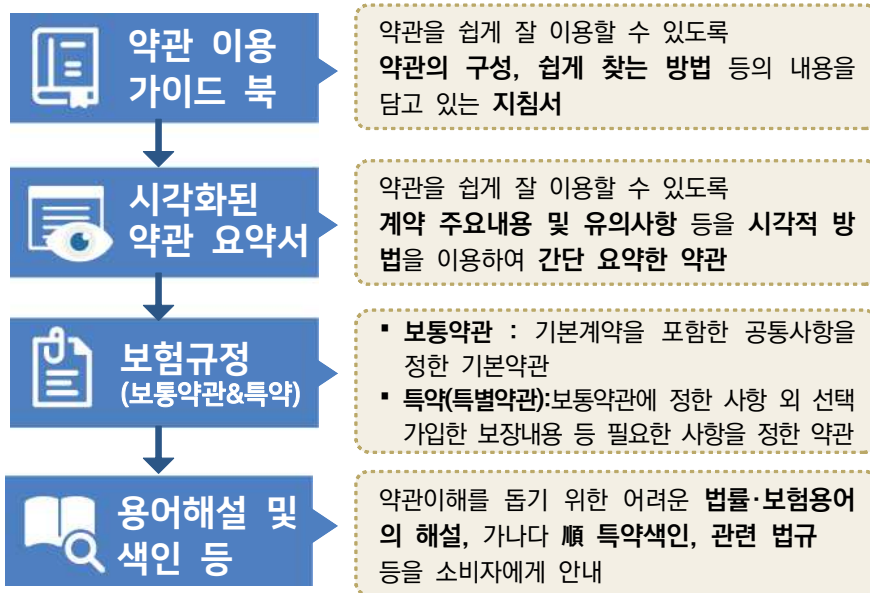 약관 이용
가이드 북
약관을 쉽게 잘 이용할 수 있도록
약관의 구성, 쉽게 찾는 방법 등의 내용을
담고 있는 지침서
시각화된
약관 요약서
약관을 쉽게 잘 이용할 수 있도록
계약 주요내용 및 유의사항 등을 시각적 방
법을 이용하여 간단 요약한 약관
보험규정
(보통약관&특약)
▪ 보통약관 : 기본계약을 포함한 공통사항을
정한 기본약관
▪ 특약(특별약관):보통약관에 정한 사항 외 선택
가입한 보장내용 등 필요한 사항을 정한 약관
용어해설 및
색인 등
약관이해를 돕기 위한 어려운 법률·보험용어
의 해설, 가나다 順 특약색인, 관련 법규
등을 소비자에게 안내